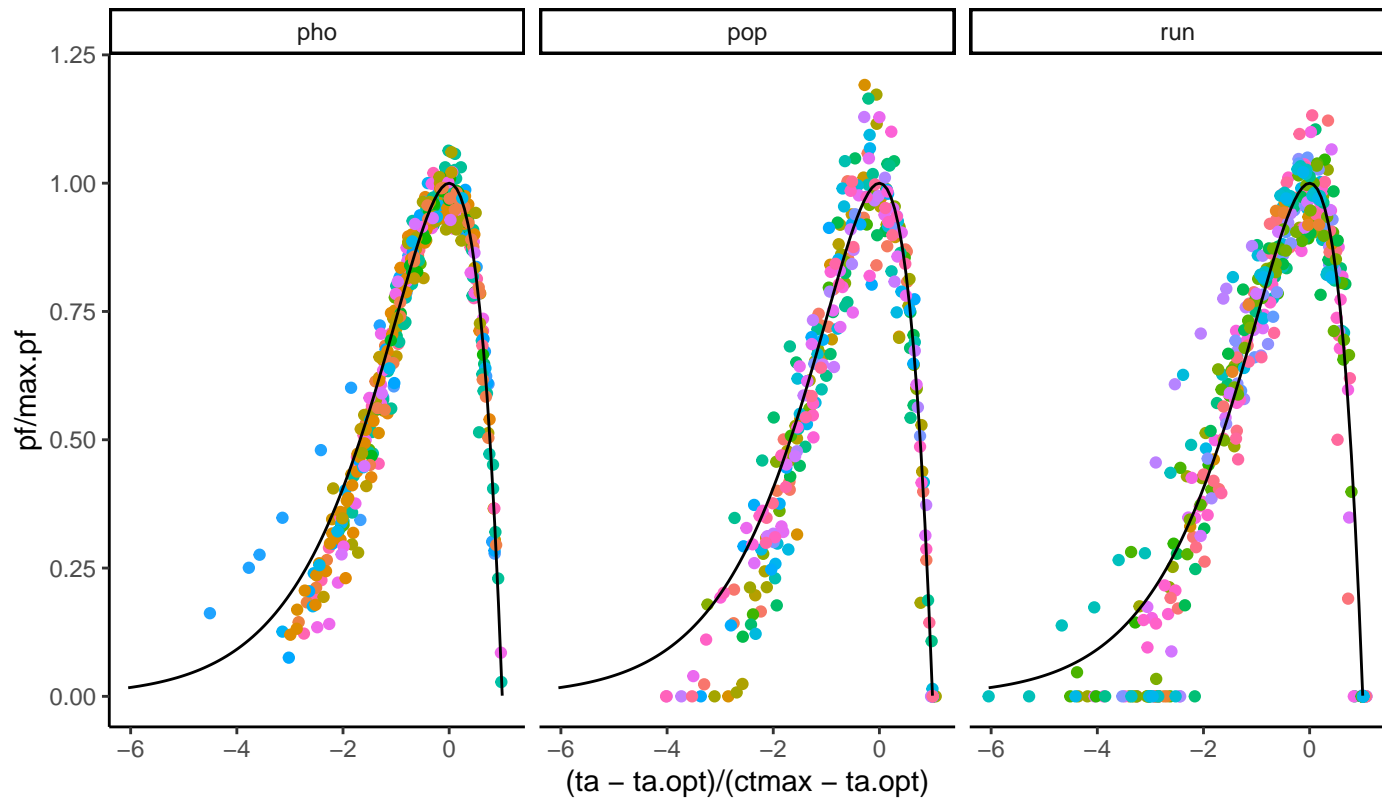 pho pop run
1.25
1.00
0.75
0.50
0.25
0.00
pf/max.pf
−6 −4 −2 0 −6 −4 −2 0 −6 −4 −2 0
(ta − ta.opt)/(ctmax − ta.opt)